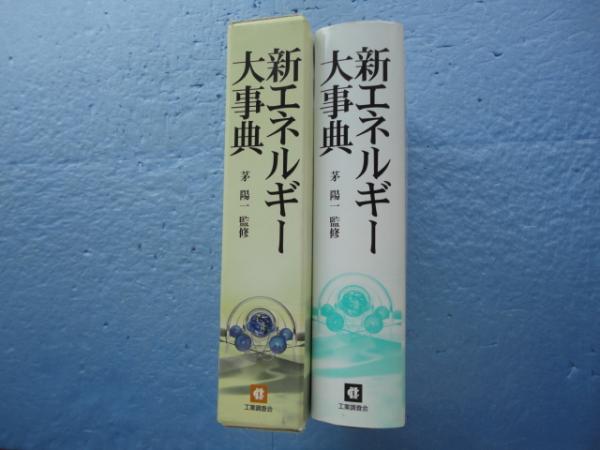 新エネルギー
大事典
茅 陽一 監修
工業調査会
新エネルギー
大事典
茅 陽一 監修
工業調査会